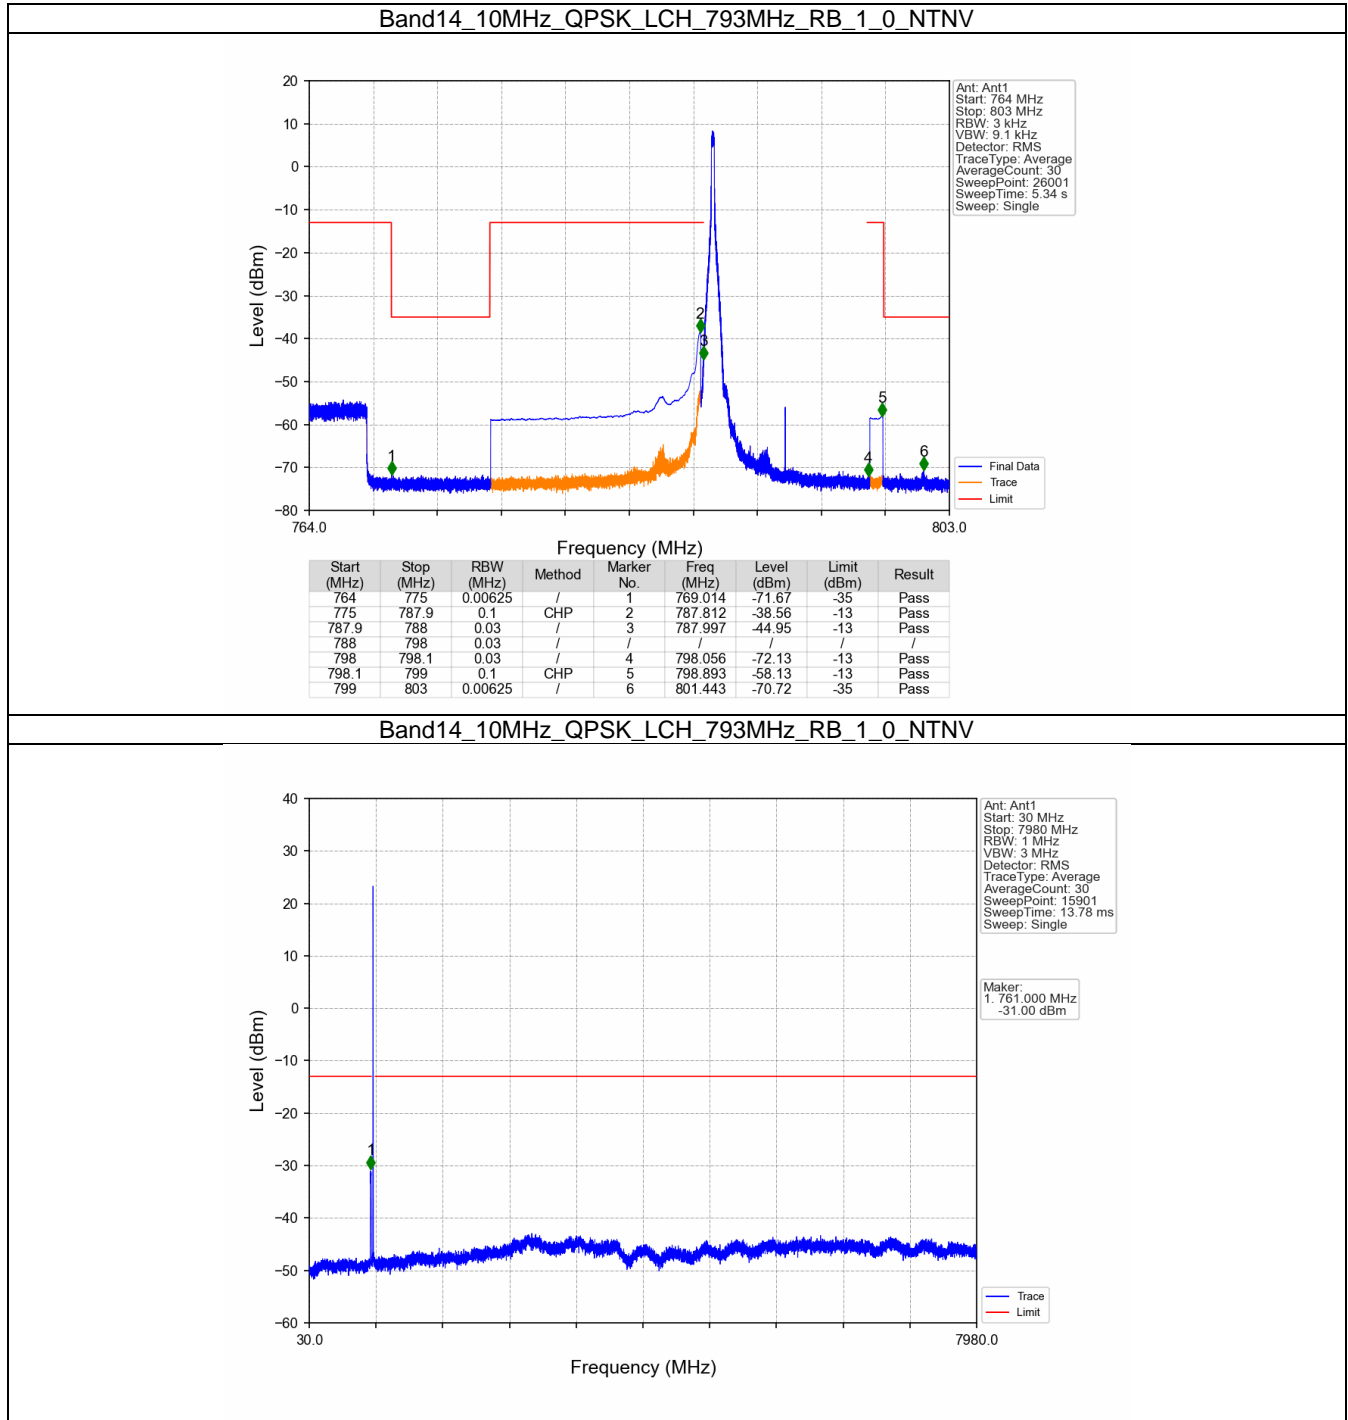 Band14_10MHz_QPSK_LCH_793MHz_RB_1_0_NTNV
20
10
0
−10
−20
−30
−40
−50
−60
−70
−80
Level (dBm)
1
2
3
4
5
6
764.0
803.0
Frequency (MHz)
Ant: Ant1
Start: 764 MHz
Stop: 803 MHz
RBW: 3 kHz
VBW: 9.1 kHz
Detector: RMS
TraceType: Average
AverageCount: 30
SweepPoint: 26001
SweepTime: 5.34 s
Sweep: Single
Final Data
Trace
Limit
Start (MHz) Stop (MHz) RBW (MHz) Method Marker No. Freq (MHz) Level (dBm) Limit (dBm) Result
764 775 0.00625 / 1 769.014 -71.67 -35 Pass
775 787.9 0.1 CHP 2 787.812 -38.56 -13 Pass
787.9 788 0.03 / 3 787.997 -44.95 -13 Pass
788 798 0.03 / / / / / /
798 798.1 0.03 / 4 798.056 -72.13 -13 Pass
798.1 799 0.1 CHP 5 798.893 -58.13 -13 Pass
799 803 0.00625 / 6 801.443 -70.72 -35 Pass
Band14_10MHz_QPSK_LCH_793MHz_RB_1_0_NTNV
40
30
20
10
0
−10
−20
−30
−40
−50
−60
Level (dBm)
1
30.0
7980.0
Frequency (MHz)
Ant: Ant1
Start: 30 MHz
Stop: 7980 MHz
RBW: 1 MHz
VBW: 3 MHz
Detector: RMS
TraceType: Average
AverageCount: 30
SweepPoint: 15901
SweepTime: 13.78 ms
Sweep: Single
Maker:
1. 761.000 MHz
-31.00 dBm
Trace
Limit